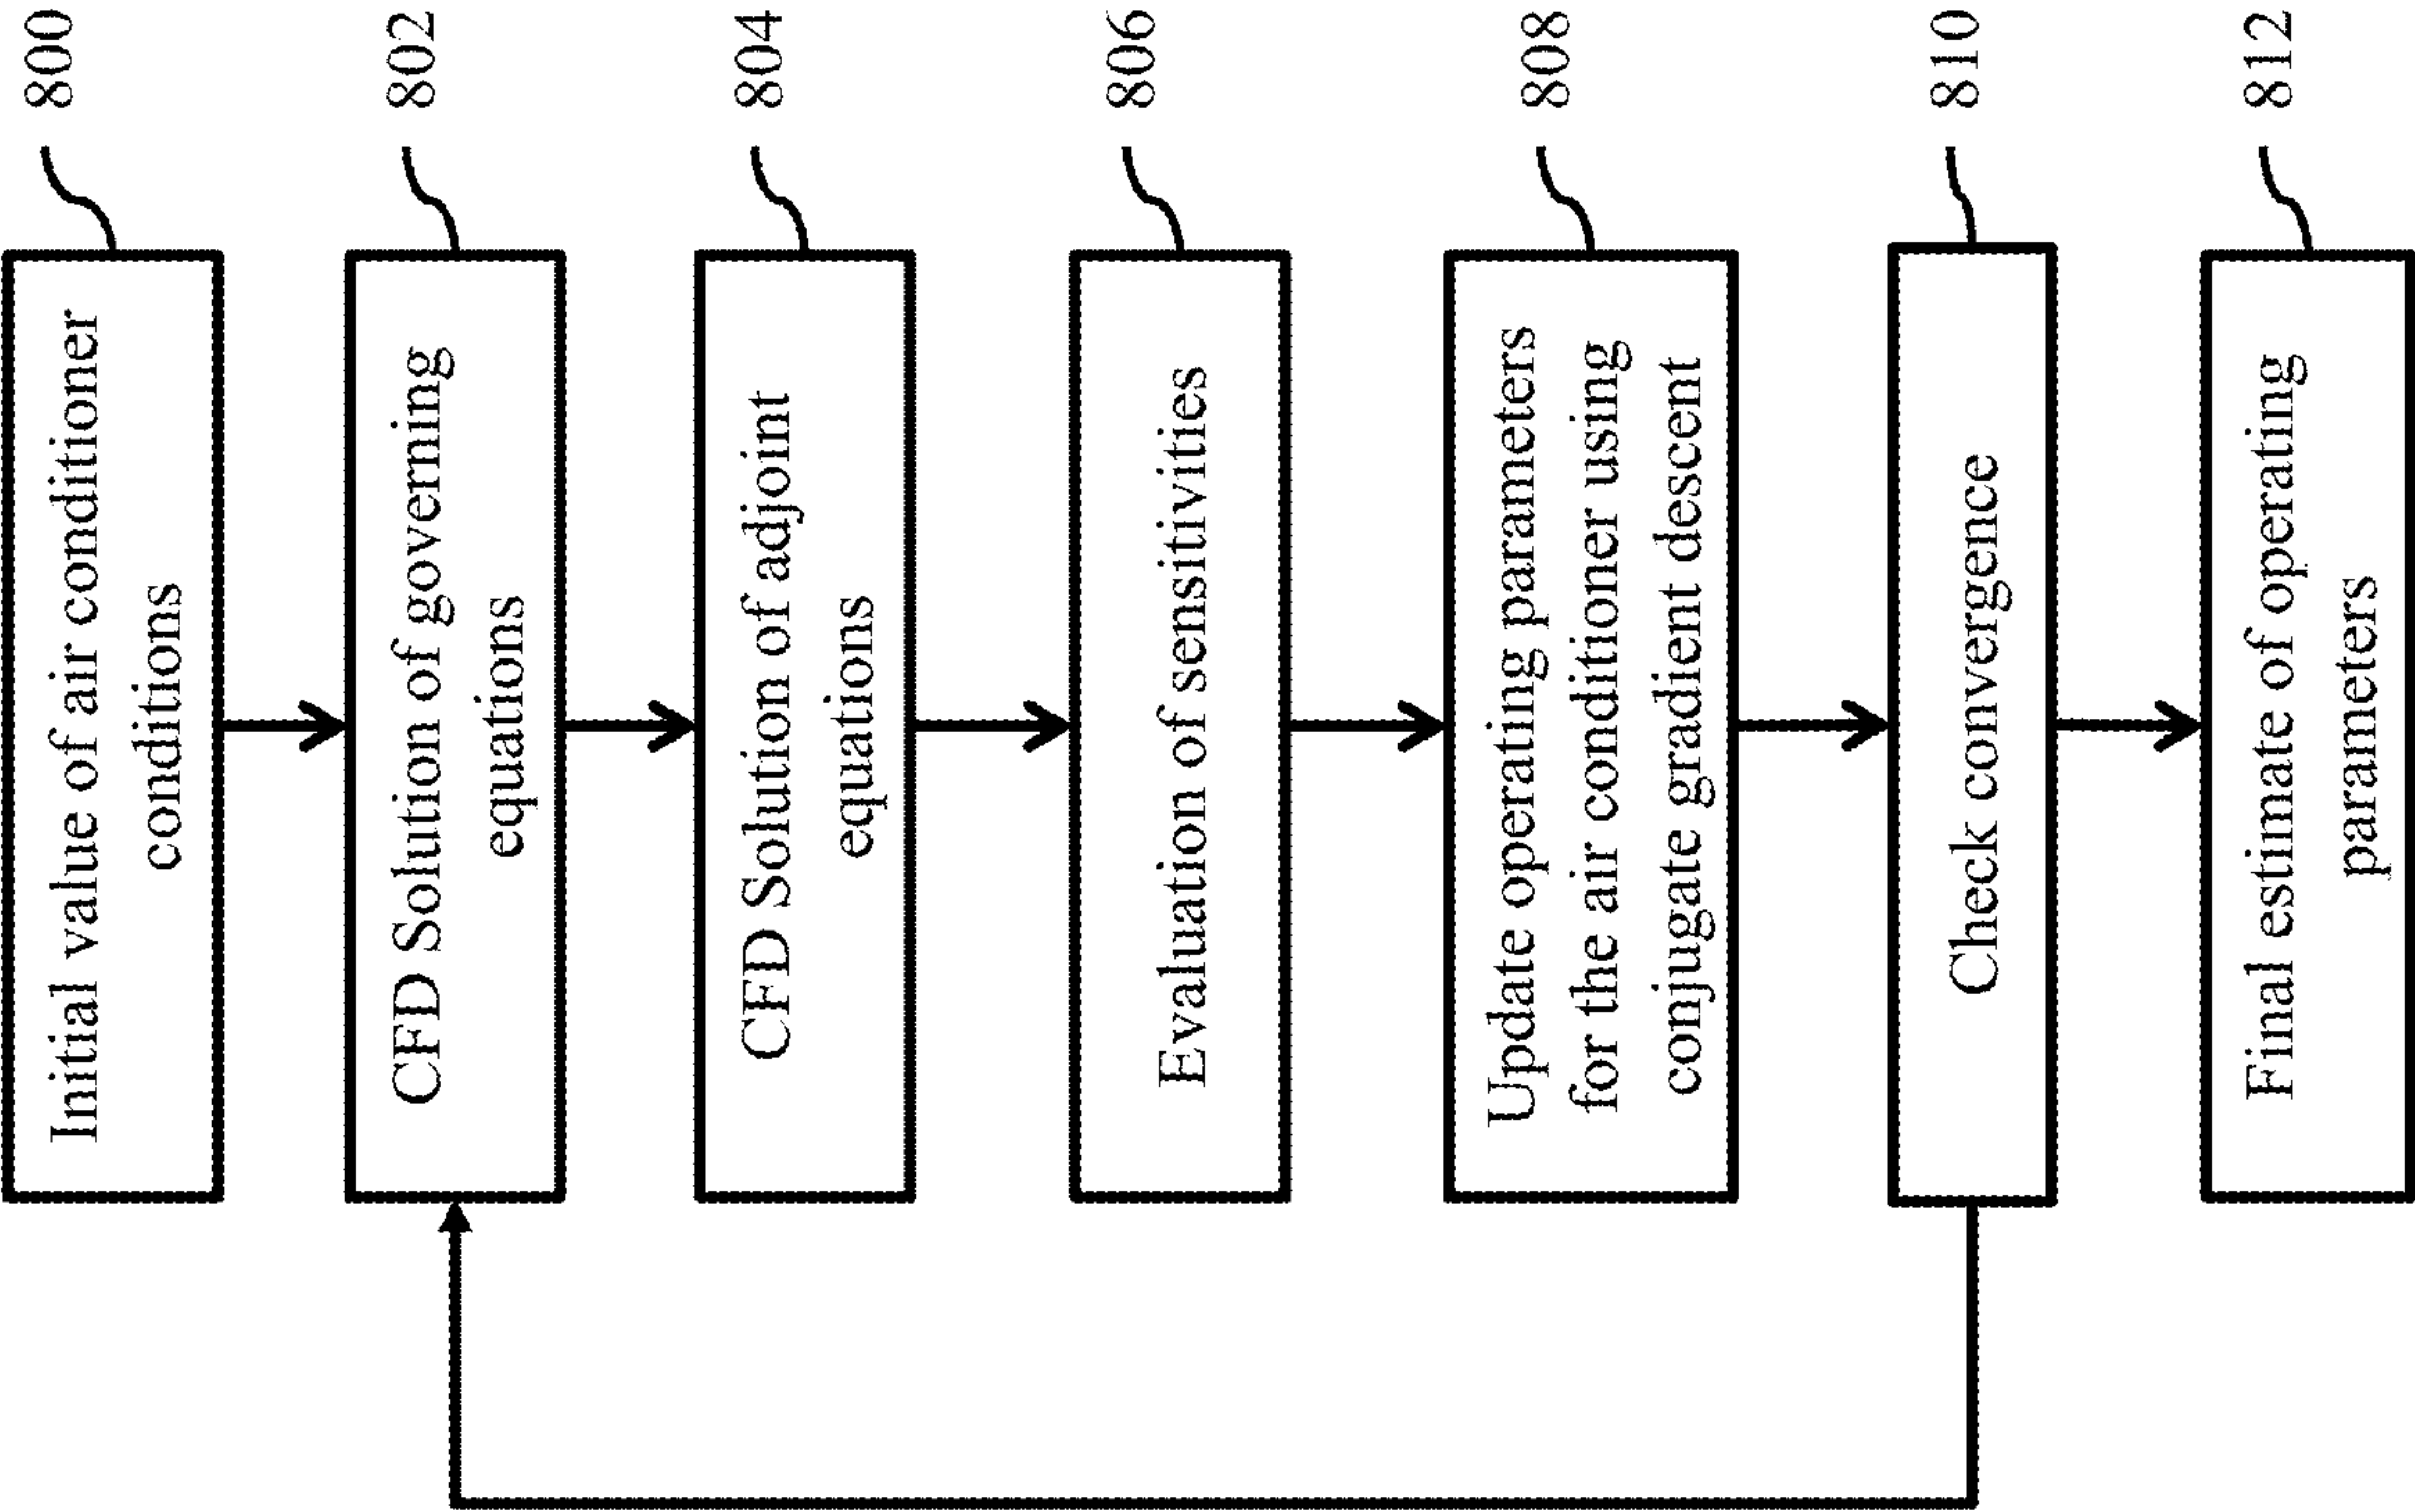 Initial value of air conditioner
conditions
800
CFD Solution of governing
equations
802
CFD Solution of adjoint
equations
804
Evaluation of sensitivities
806
Update operating parameters
for the air conditioner using
conjugate gradient descent
808
Check convergence
810
Final estimate of operating
parameters
812